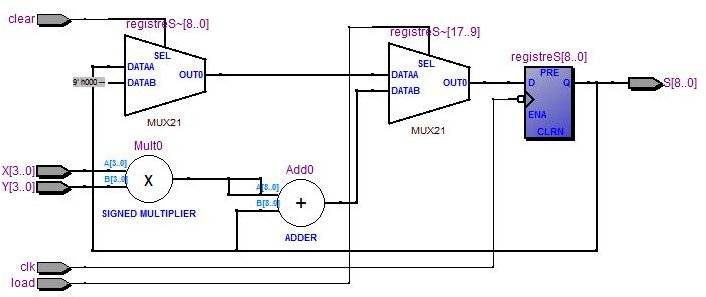 clear
registreS~[8..0]
registreS~[17..9]
SEL
SEL
registreS[8..0]
DATAA
DATAB
OUT0
9' h000 --
MUX21
DATAA
DATAB
OUT0
MUX21
PRE
D
Q
ENA
CLRN
S[8..0]
Mult0
X[3..0]
Y[3..0]
A[3..0]
B[3..0]
X
SIGNED MULTIPLIER
Add0
A[8..0]
B[8..0]
+
ADDER
clk
load